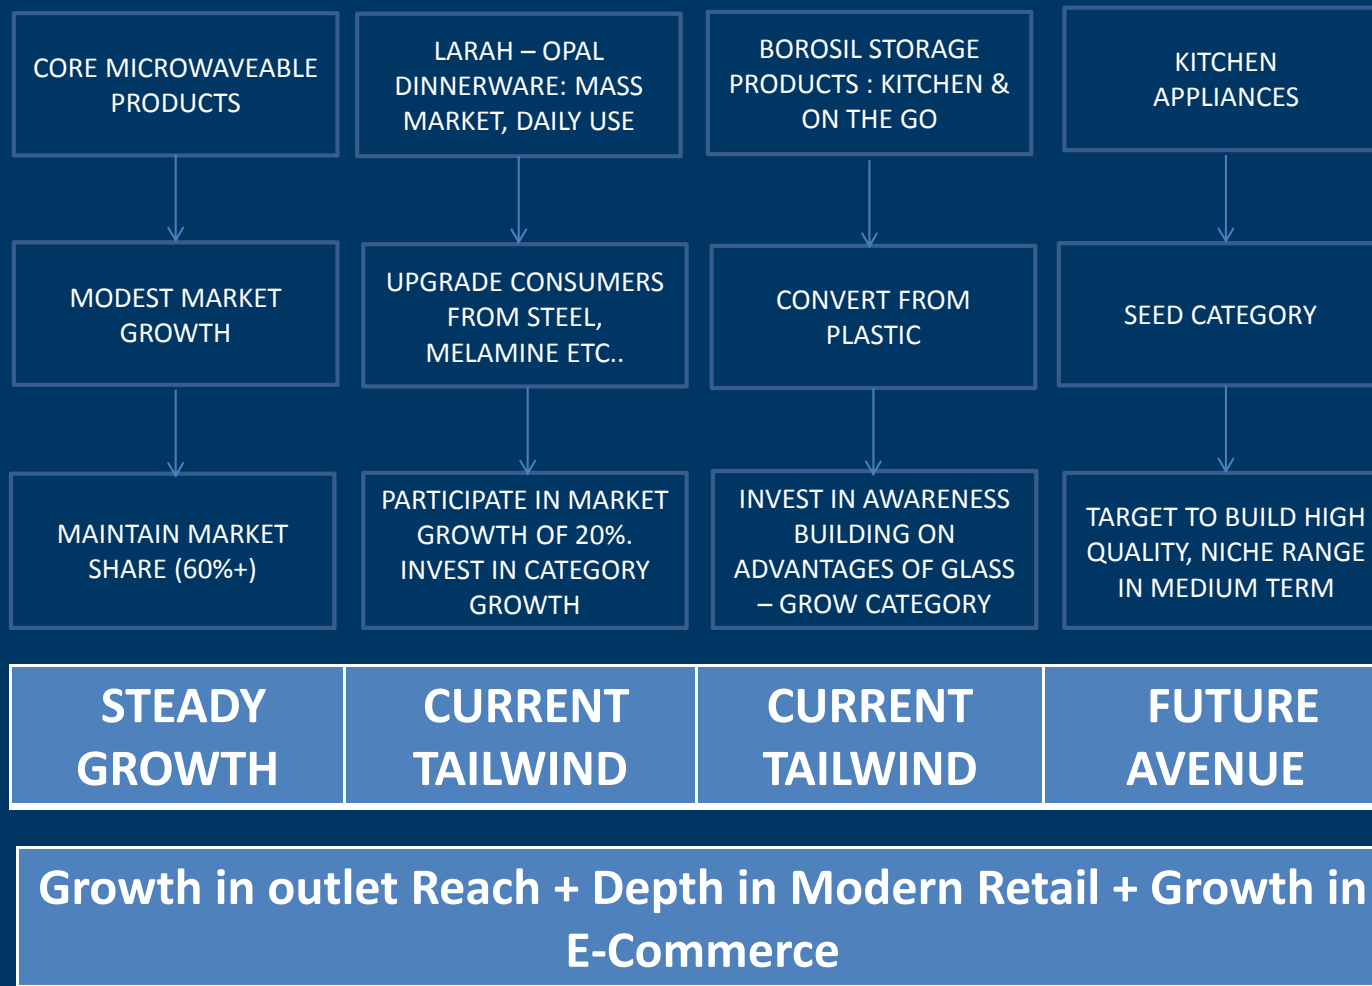 CORE MICROWAVEABLE
PRODUCTS
LARAH – OPAL
DINNERWARE: MASS
MARKET, DAILY USE
BOROSIL STORAGE
PRODUCTS : KITCHEN &
ON THE GO
KITCHEN
APPLIANCES
MODEST MARKET
GROWTH
UPGRADE CONSUMERS
FROM STEEL,
MELAMINE ETC..
CONVERT FROM
PLASTIC
SEED CATEGORY
MAINTAIN MARKET
SHARE (60%+)
PARTICIPATE IN MARKET
GROWTH OF 20%.
INVEST IN CATEGORY
GROWTH
INVEST IN AWARENESS
BUILDING ON
ADVANTAGES OF GLASS
– GROW CATEGORY
TARGET TO BUILD HIGH
QUALITY, NICHE RANGE
IN MEDIUM TERM
STEADY
GROWTH
CURRENT
TAILWIND
CURRENT
TAILWIND
FUTURE
AVENUE
Growth in outlet Reach + Depth in Modern Retail + Growth in
E-Commerce